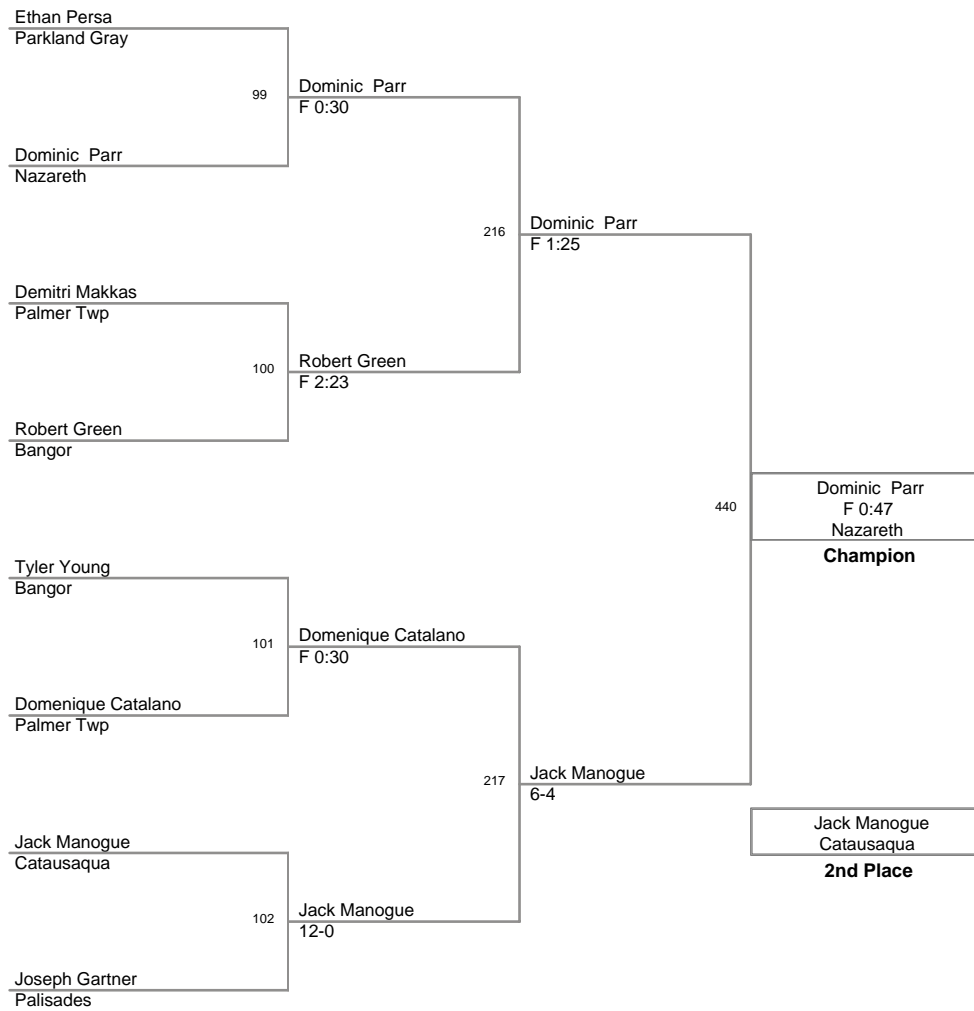 Ethan Persa
Parkland Gray
99
Dominic  Parr
F 0:30
Dominic  Parr
Nazareth
216
Dominic  Parr
F 1:25
Demitri Makkas
Palmer Twp
100
Robert Green
F 2:23
Robert Green
Bangor
440
Dominic  Parr
F 0:47
Nazareth
Champion
Tyler Young
Bangor
101
Domenique Catalano
F 0:30
Domenique Catalano
Palmer Twp
217
Jack Manogue
6-4
Jack Manogue
Catausaqua
2nd Place
Jack Manogue
Catausaqua
102
Jack Manogue
12-0
Joseph Gartner
Palisades